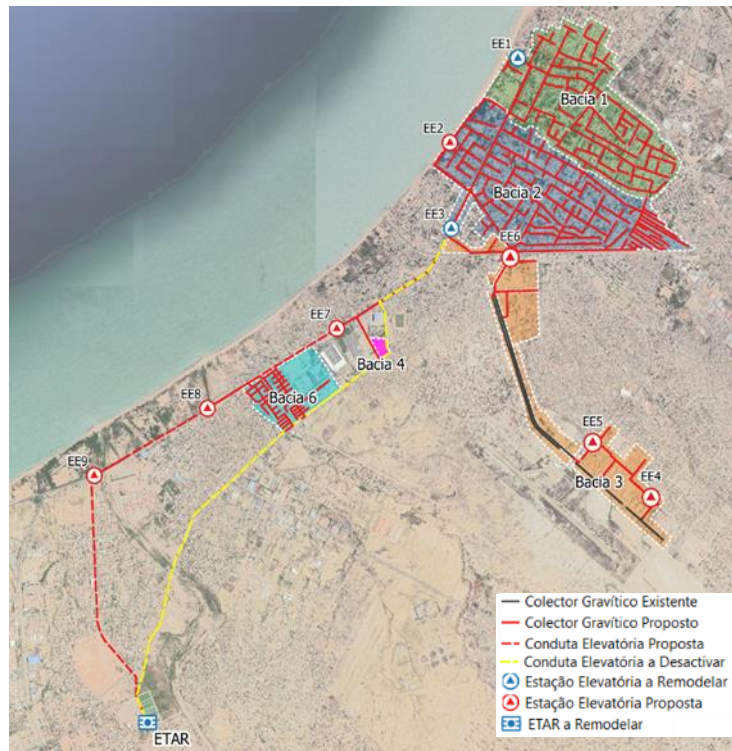 EE1
Bacia 1
EE2
Bacia 2
EE3
EE6
EE7
Bacia 4
Bacia 6
EE8
EE5
EE9
Bacia 3
EE4
Colector Gravítico Existente
Colector Gravítico Proposto
Conduta Elevatória Proposta
Conduta Elevatória a Desactivar
Estação Elevatória a Remodelar
Estação Elevatória Proposta
ETAR a Remodelar
ETAR